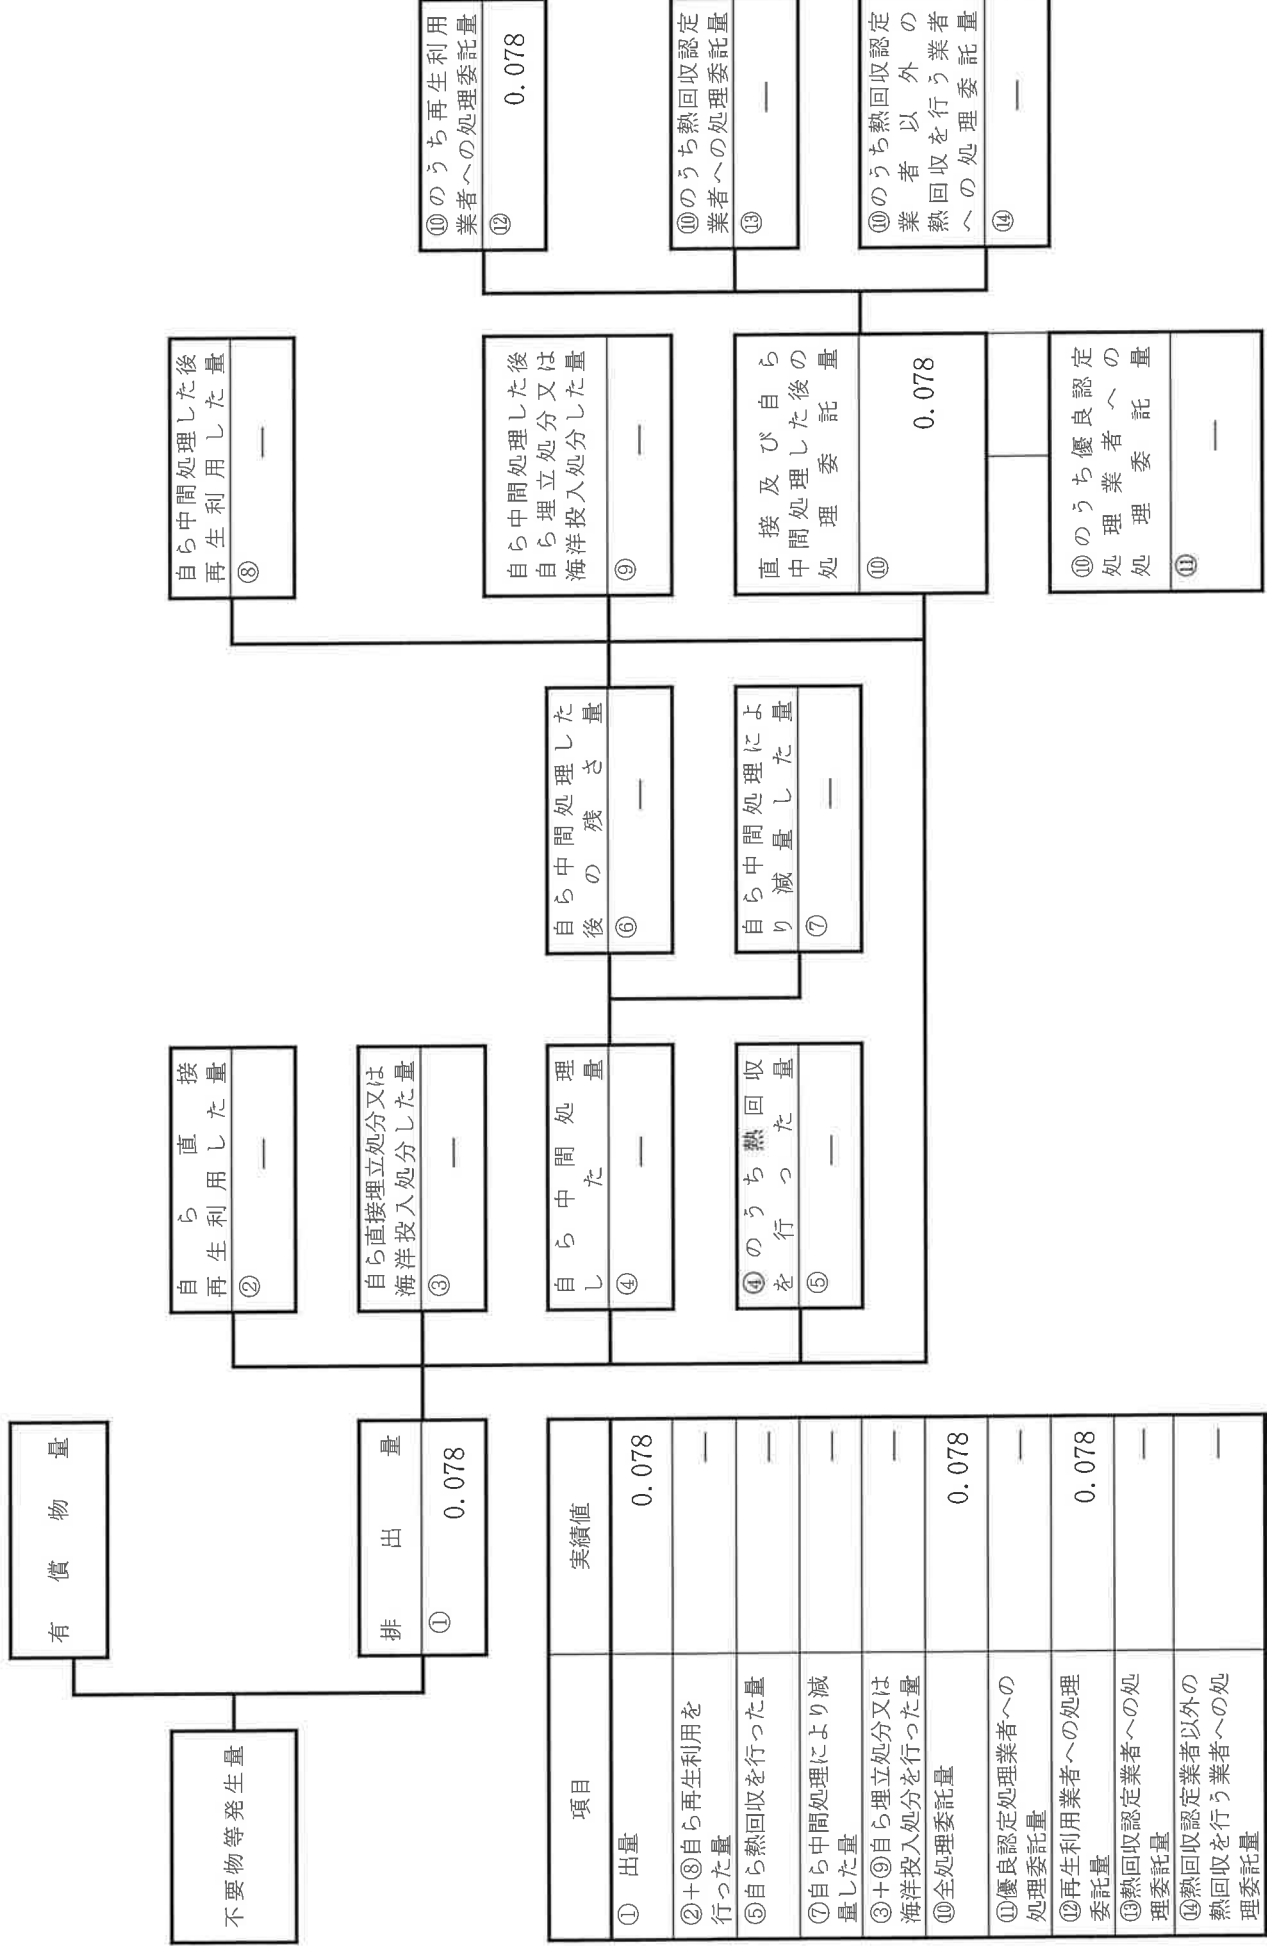 不要物等発生量
有償物量
排出量
① 0.078
自ら直接
再生利用した量
② ―
自ら直接埋立処分又は
海洋投入処分した量
③ ―
自ら中間処理
した量
④ ―
④のうち熱回収
を行った量
⑤ ―
自ら中間処理した
後の残さ量
⑥ ―
自ら中間処理によ
り減量した量
⑦ ―
自ら中間処理した後
再生利用した量
⑧ ―
自ら中間処理した後
自ら埋立処分又は
海洋投入処分した量
⑨ ―
直接及び自ら
中間処理した後の
処理委託量
⑩ 0.078
⑩のうち優良認定
処理業者への
処理委託量
⑪ ―
⑩のうち再生利用
業者への処理委託量
⑫ 0.078
⑩のうち熱回収認定
業者への処理委託量
⑬ ―
⑩のうち熱回収認定
業者以外の
熱回収を行う業者
への処理委託量
⑭ ―
項目 実績値
① 出量 0.078
②+⑧自ら再生利用を
行った量 ―
⑤自ら熱回収を行った量 ―
⑦自ら中間処理により減
量した量 ―
③+⑨自ら埋立処分又は
海洋投入処分を行った量 ―
⑩全処理委託量 0.078
⑪優良認定処理業者への
処理委託量 ―
⑫再生利用業者への処理
委託量 0.078
⑬熱回収認定業者への処
理委託量 ―
⑭熱回収認定業者以外の
熱回収を行う業者への処
理委託量 ―